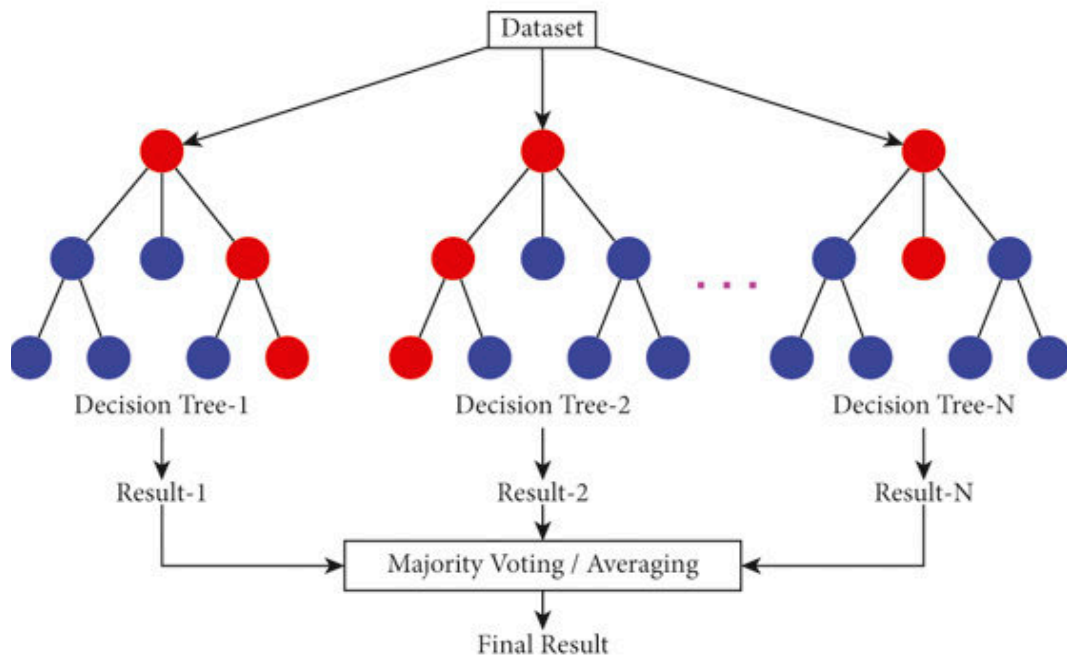 Dataset
Decision Tree-1
Decision Tree-2
Decision Tree-N
Result-1
Result-2
Result-N
Majority Voting / Averaging
Final Result